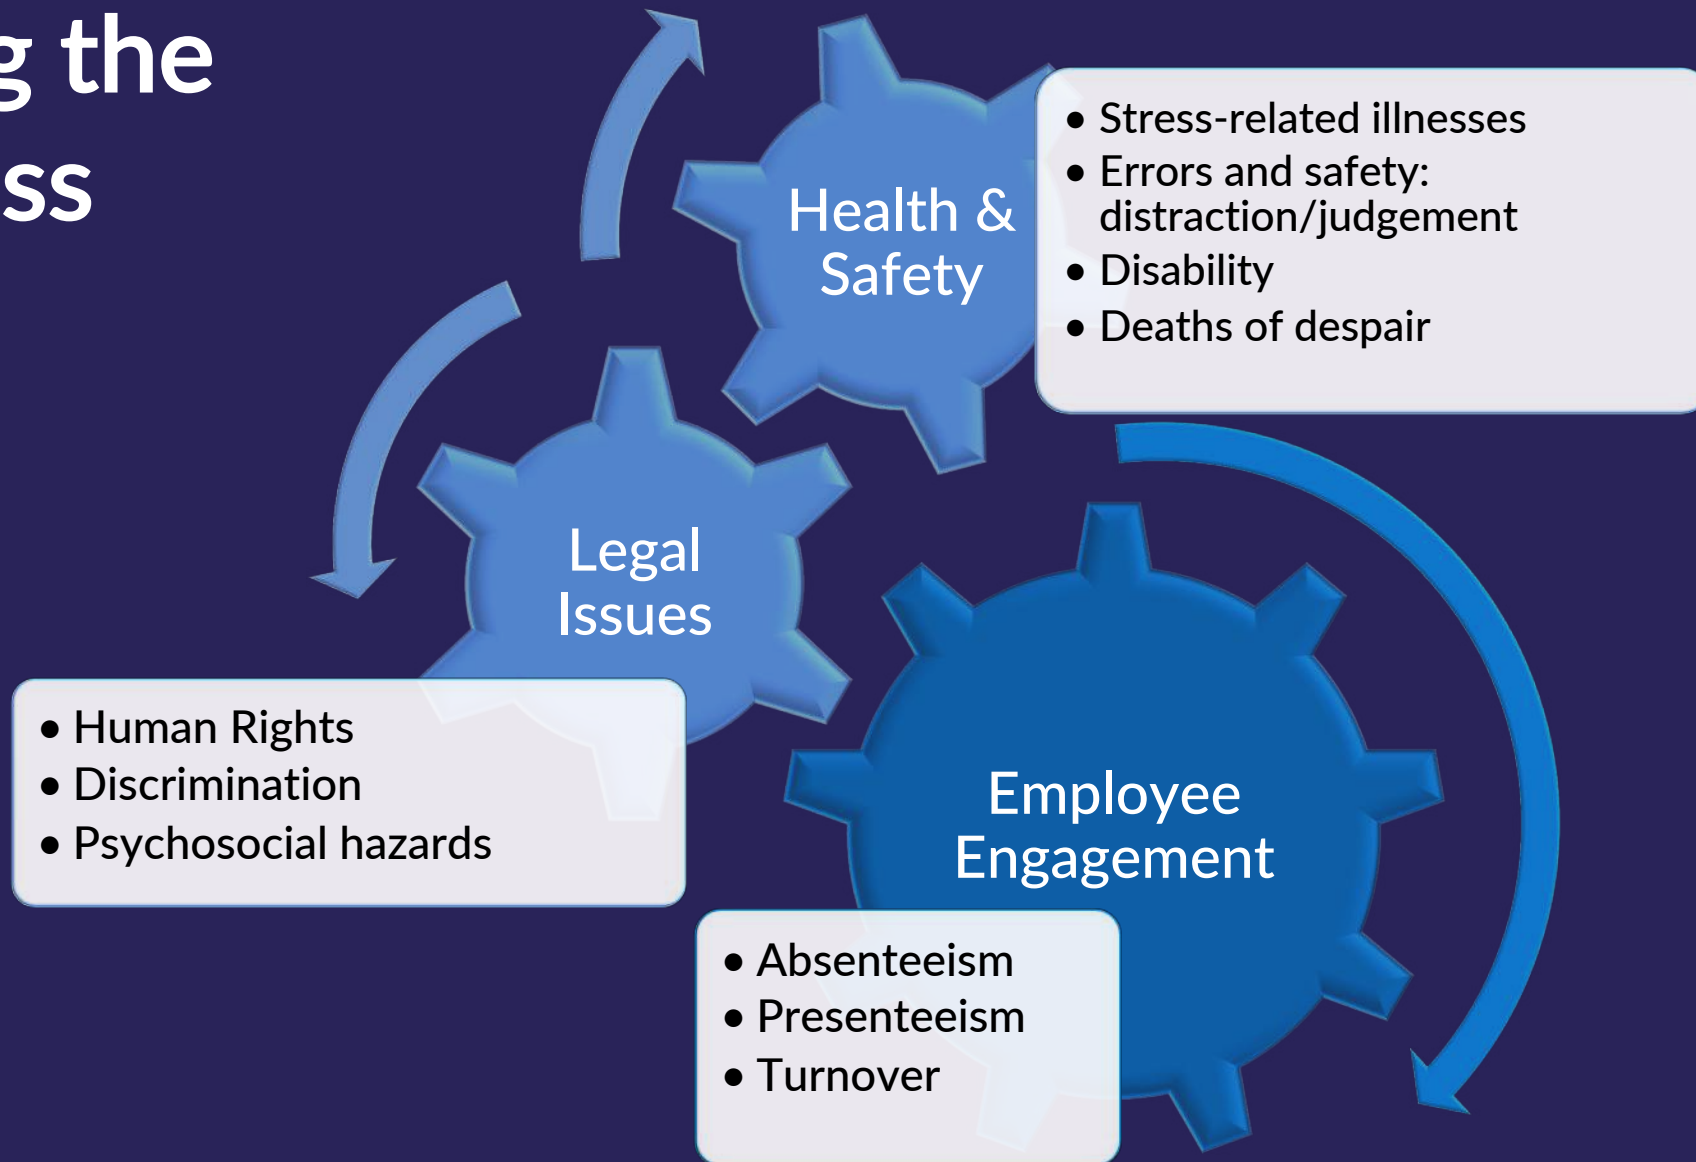 g the
ss
Health &
Safety
• Stress-related illnesses
• Errors and safety:
distraction/judgement
• Disability
• Deaths of despair
Legal
Issues
• Human Rights
• Discrimination
• Psychosocial hazards
Employee
Engagement
• Absenteeism
• Presenteeism
• Turnover